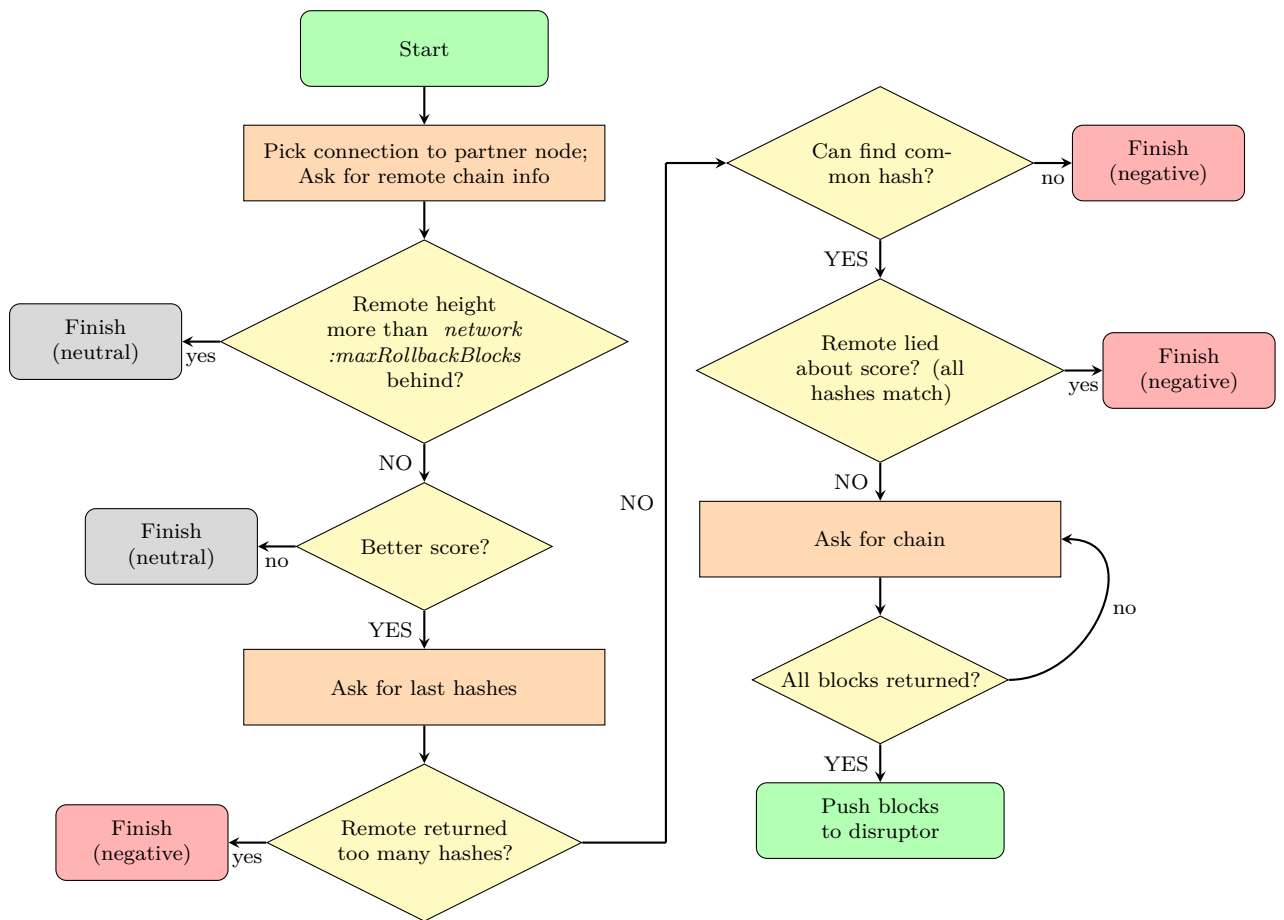 Start
Pick connection to partner node;
Ask for remote chain info
Remote height
more than network
:maxRollbackBlocks
behind?
yes
Finish
(neutral)
NO
Better score?
no
Finish
(neutral)
YES
Ask for last hashes
Remote returned
too many hashes?
yes
Finish
(negative)
NO
Can find com-
mon hash?
no
Finish
(negative)
YES
Remote lied
about score? (all
hashes match)
yes
Finish
(negative)
NO
Ask for chain
All blocks returned?
no
YES
Push blocks
to disruptor